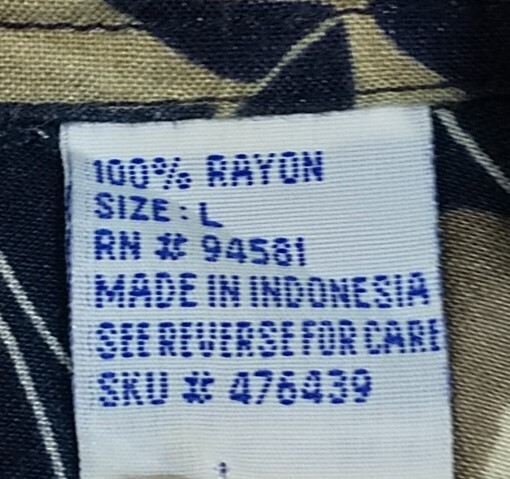 100% RAYON
SIZE: L
RN # 94581
MADE IN INDONESIA
SEE REVERSE FOR CARE
SKU # 476439